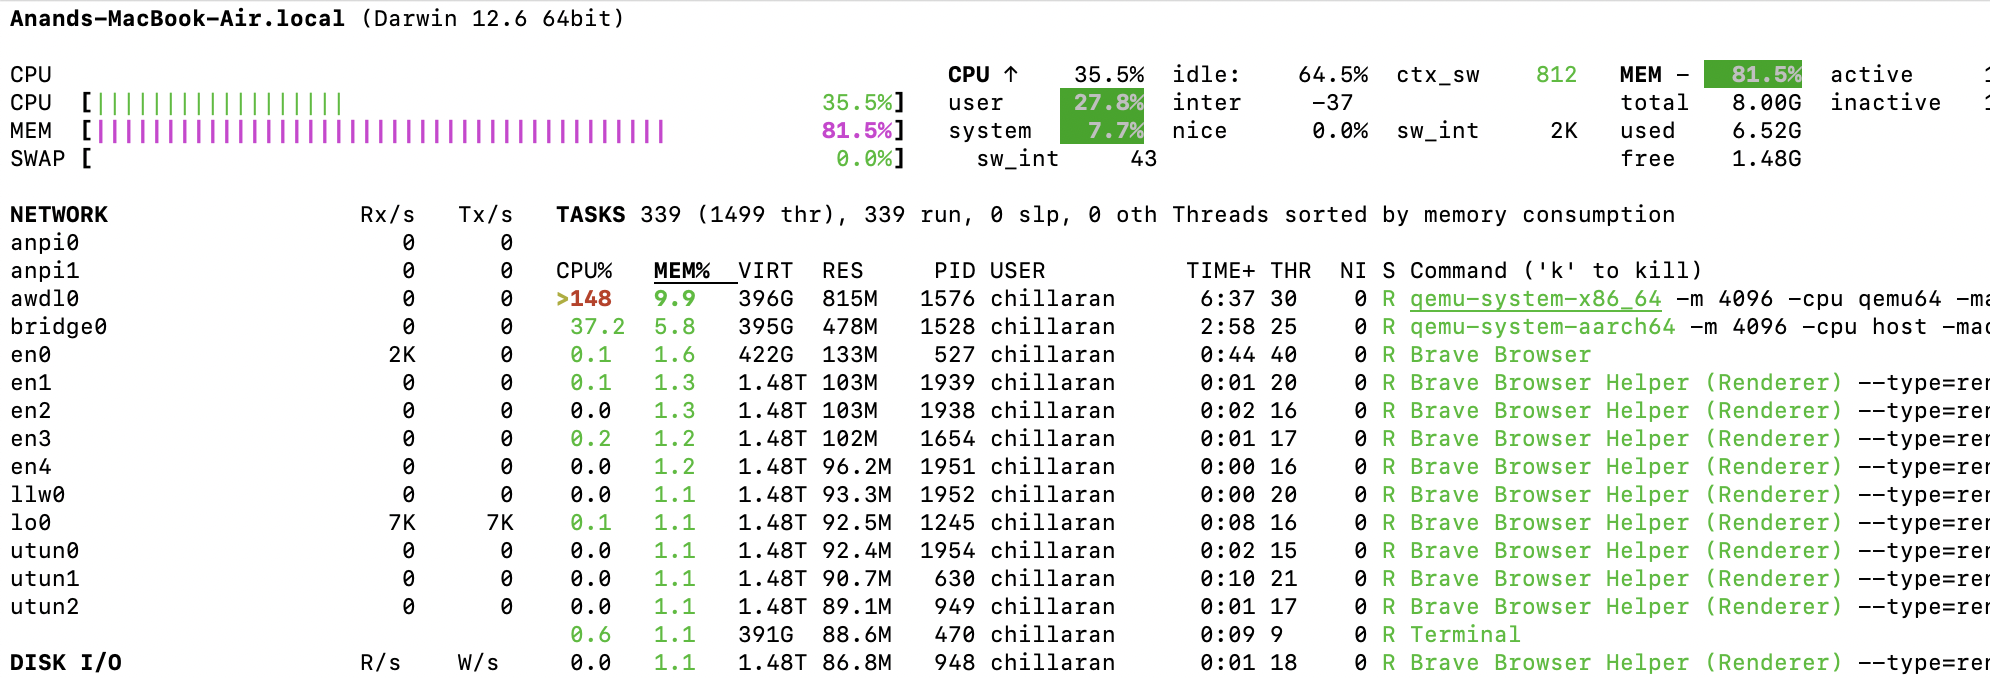 Anands-MacBook-Air.local (Darwin 12.6 64bit)
CPU CPU ↑ 35.5% idle: 64.5% ctx_sw 812 MEM - 81.5% active 1
CPU [|||||||||||||||||| 35.5%] user 27.8% inter -37 total 8.00G inactive 1
MEM [||||||||||||||||||||||||||||||||||||||||| 81.5%] system 7.7% nice 0.0% sw_int 2K used 6.52G
SWAP [ 0.0%] sw_int 43 free 1.48G
NETWORK Rx/s Tx/s TASKS 339 (1499 thr), 339 run, 0 slp, 0 oth Threads sorted by memory consumption
anpi0 0 0
anpi1 0 0 CPU% MEM% VIRT RES PID USER TIME+ THR NI S Command ('k' to kill)
awdl0 0 0 >148 9.9 396G 815M 1576 chillaran 6:37 30 0 R qemu-system-x86_64 -m 4096 -cpu qemu64 -ma
bridge0 0 0 37.2 5.8 395G 478M 1528 chillaran 2:58 25 0 R qemu-system-aarch64 -m 4096 -cpu host -mac
en0 2K 0 0.1 1.6 422G 133M 527 chillaran 0:44 40 0 R Brave Browser
en1 0 0 0.1 1.3 1.48T 103M 1939 chillaran 0:01 20 0 R Brave Browser Helper (Renderer) --type=ren
en2 0 0 0.0 1.3 1.48T 103M 1938 chillaran 0:02 16 0 R Brave Browser Helper (Renderer) --type=ren
en3 0 0 0.2 1.2 1.48T 102M 1654 chillaran 0:01 17 0 R Brave Browser Helper (Renderer) --type=ren
en4 0 0 0.0 1.2 1.48T 96.2M 1951 chillaran 0:00 16 0 R Brave Browser Helper (Renderer) --type=ren
llw0 0 0 0.0 1.1 1.48T 93.3M 1952 chillaran 0:00 20 0 R Brave Browser Helper (Renderer) --type=ren
lo0 7K 7K 0.1 1.1 1.48T 92.5M 1245 chillaran 0:08 16 0 R Brave Browser Helper (Renderer) --type=ren
utun0 0 0 0.0 1.1 1.48T 92.4M 1954 chillaran 0:02 15 0 R Brave Browser Helper (Renderer) --type=ren
utun1 0 0 0.0 1.1 1.48T 90.7M 630 chillaran 0:10 21 0 R Brave Browser Helper (Renderer) --type=ren
utun2 0 0 0.0 1.1 1.48T 89.1M 949 chillaran 0:01 17 0 R Brave Browser Helper (Renderer) --type=ren
0.6 1.1 391G 88.6M 470 chillaran 0:09 9 0 R Terminal
DISK I/O R/s W/s 0.0 1.1 1.48T 86.8M 948 chillaran 0:01 18 0 R Brave Browser Helper (Renderer) --type=ren